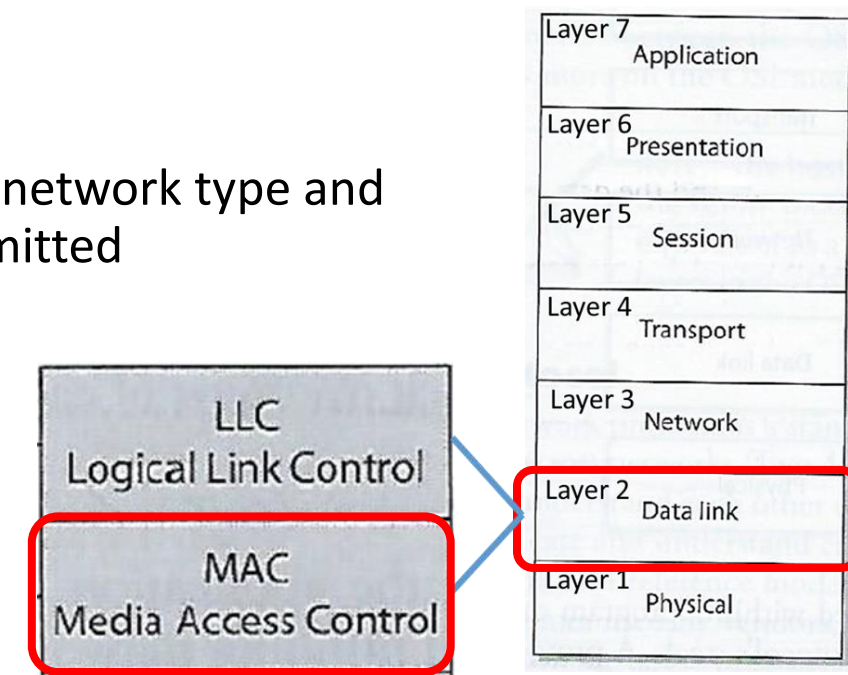 network type and
mitted
LLC
Logical Link Control
MAC
Media Access Control
Layer 7
Application
Layer 6
Presentation
Layer 5
Session
Layer 4
Transport
Layer 3
Network
Layer 2
Data link
Layer 1
Physical